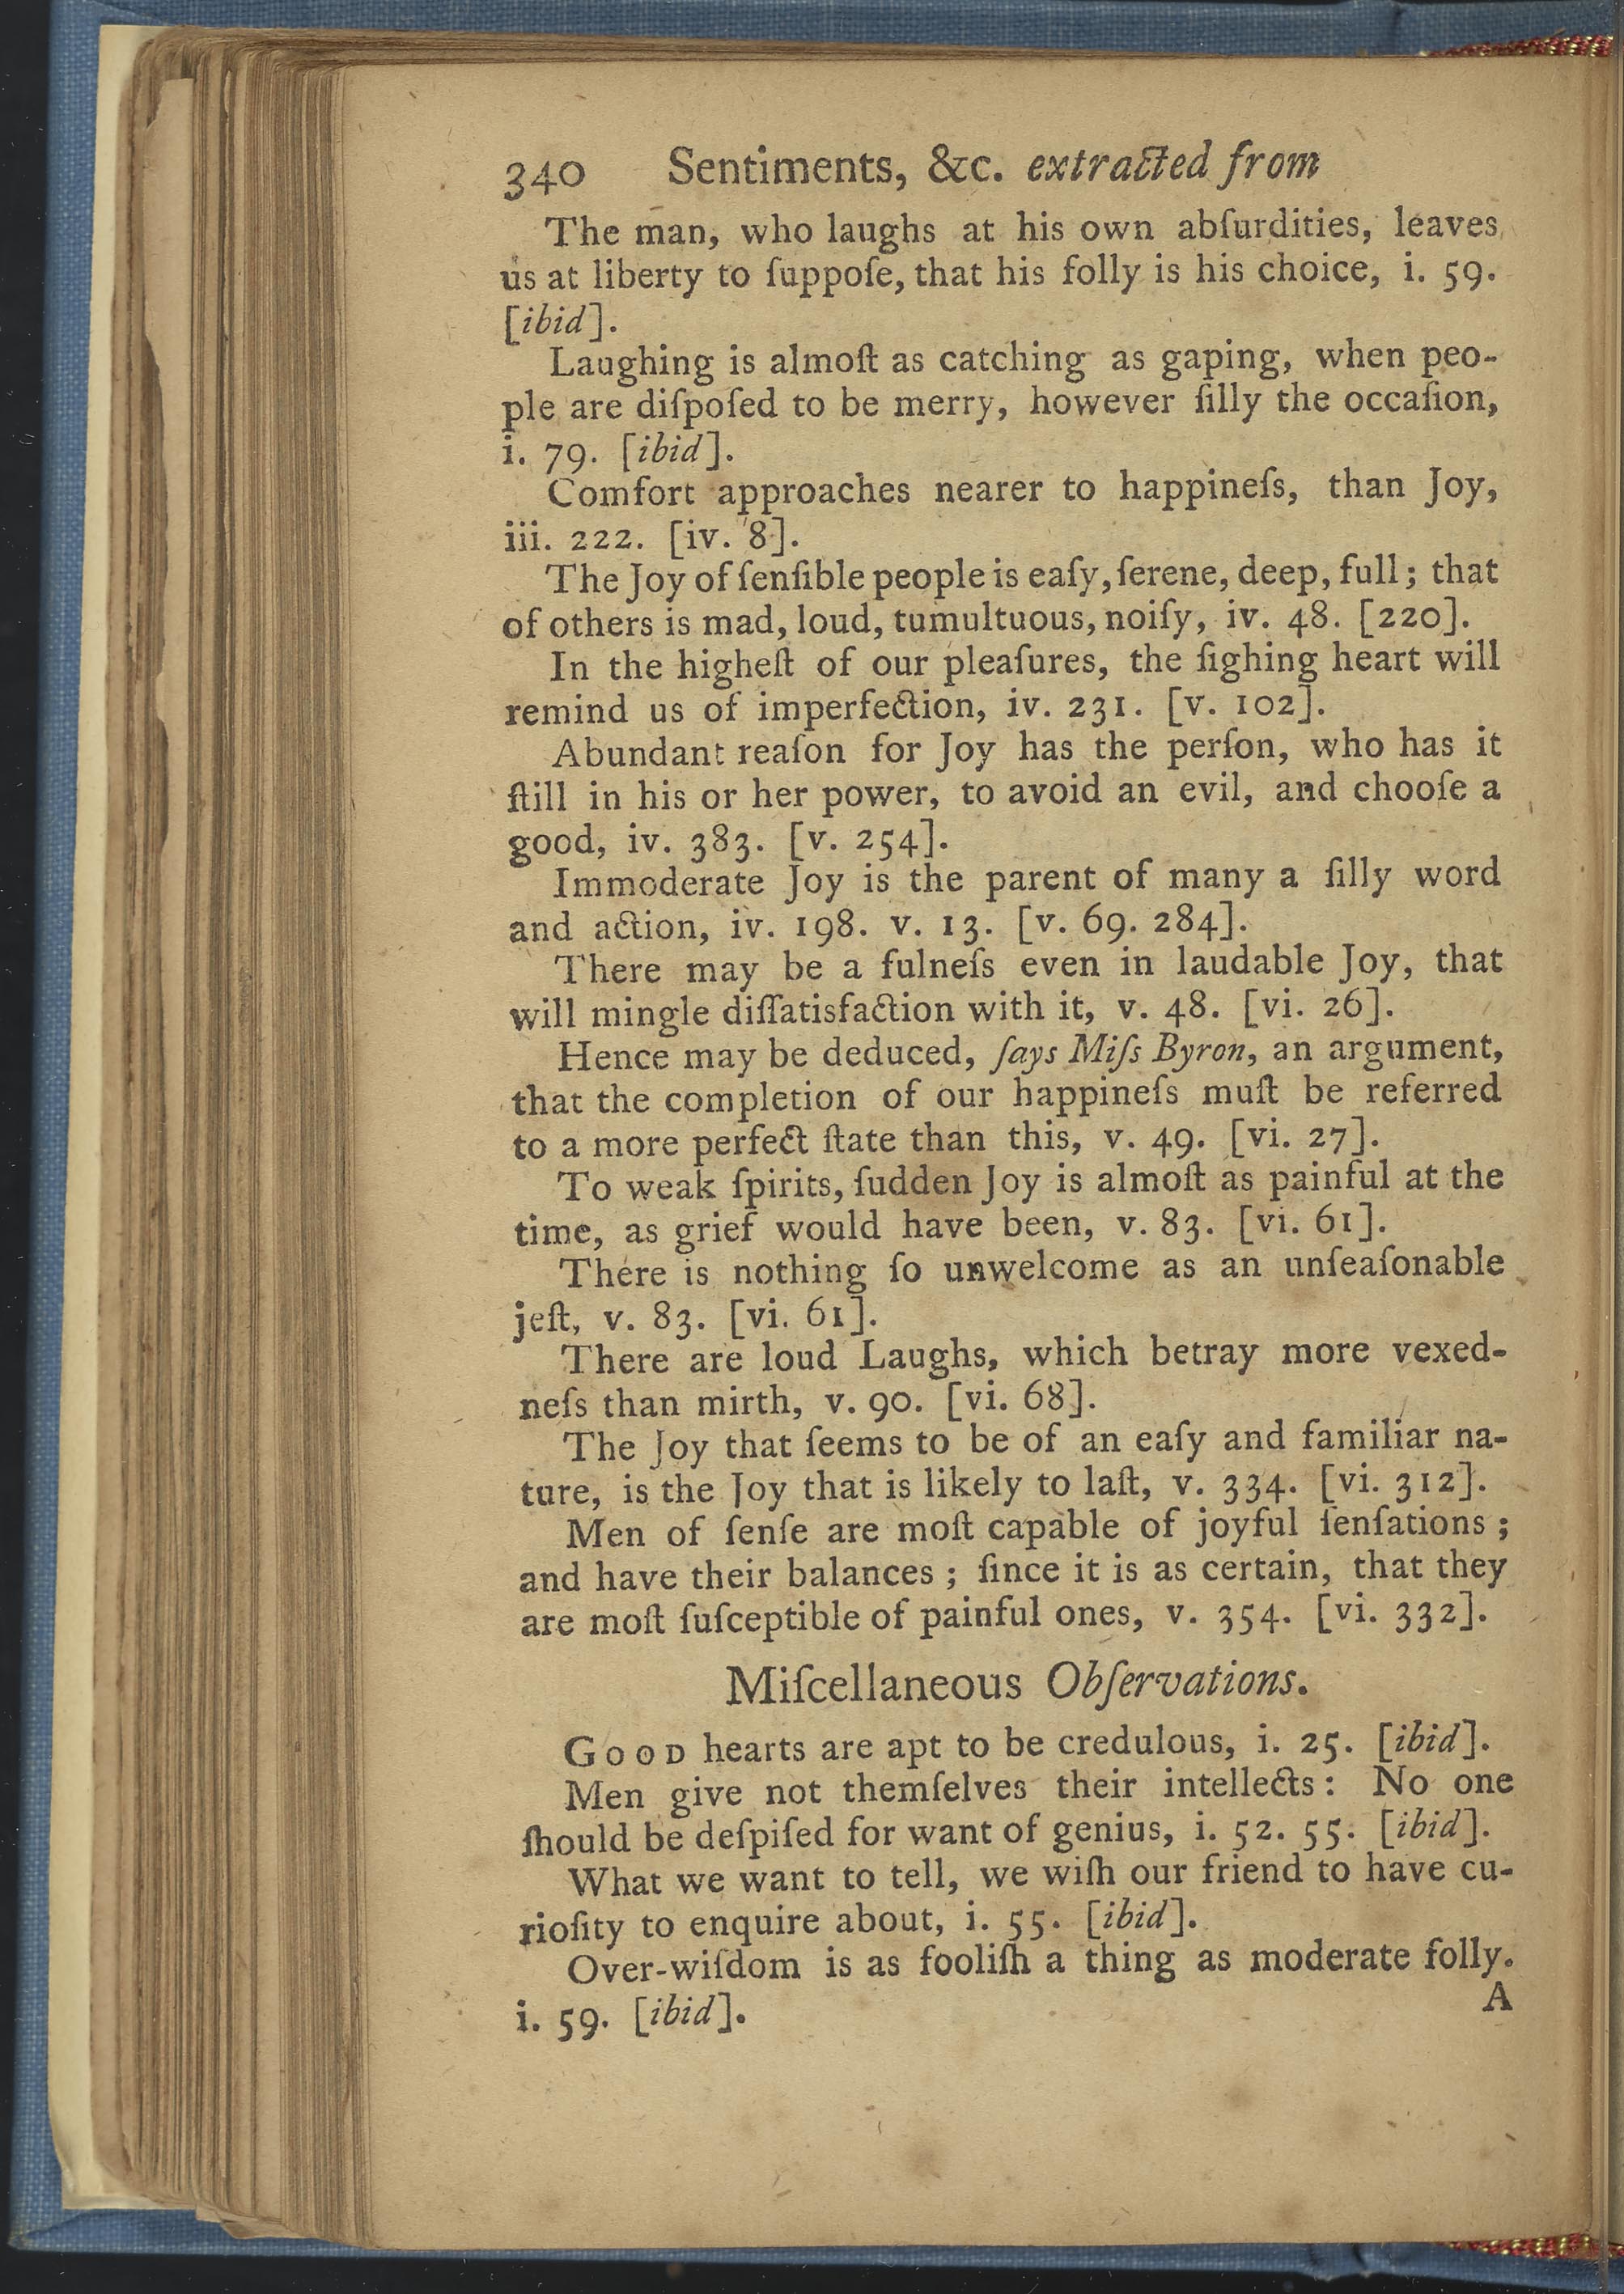 340 Sentiments, &c. extracted from
The man, who laughs at his own abſurdities, leaves
us at liberty to ſuppoſe, that his folly is his choice, i. 59.
[ibid].
Laughing is almoſt as catching as gaping, when peo-
ple are diſpoſed to be merry, however ſilly the occaſion,
i. 79. [ibid].
Comfort approaches nearer to happineſs, than Joy,
iii. 222. [iv. 8].
The Joy of ſenſible people is eaſy, ſerene, deep, full; that
of others is mad, loud, tumultuous, noiſy, iv. 48. [220].
In the higheſt of our pleaſures, the ſighing heart will
remind us of imperfection, iv. 231. [v. 102].
Abundant reaſon for Joy has the perſon, who has it
ſtill in his or her power, to avoid an evil, and chooſe a
good, iv. 383. [v. 254].
Immoderate Joy is the parent of many a ſilly word
and action, iv. 198. v. 13. [v. 69. 284].
There may be a fulneſs even in laudable Joy, that
will mingle diſſatisfaction with it, v. 48. [vi. 26].
Hence may be deduced, ſays Miſs Byron, an argument,
that the completion of our happineſs muſt be referred
to a more perfect ſtate than this, v. 49. [vi. 27].
To weak ſpirits, ſudden Joy is almoſt as painful at the
time, as grief would have been, v. 83. [vi. 61].
There is nothing ſo unwelcome as an unſeaſonable
jeſt, v. 83. [vi. 61].
There are loud Laughs, which betray more vexed-
neſs than mirth, v. 90. [vi. 68].
The Joy that ſeems to be of an eaſy and familiar na-
ture, is the Joy that is likely to laſt, v. 334. [vi. 312].
Men of ſenſe are moſt capable of joyful ſenſations;
and have their balances; ſince it is as certain, that they
are moſt ſuſceptible of painful ones, v. 354. [vi. 332].
Miſcellaneous Obſervations.
GOOD hearts are apt to be credulous, i. 25. [ibid].
Men give not themſelves their intellects: No one
ſhould be deſpiſed for want of genius, i. 52. 55. [ibid].
What we want to tell, we wiſh our friend to have cu-
rioſity to enquire about, i. 55. [ibid].
Over-wiſdom is as fooliſh a thing as moderate folly.
i. 59. [ibid].
A